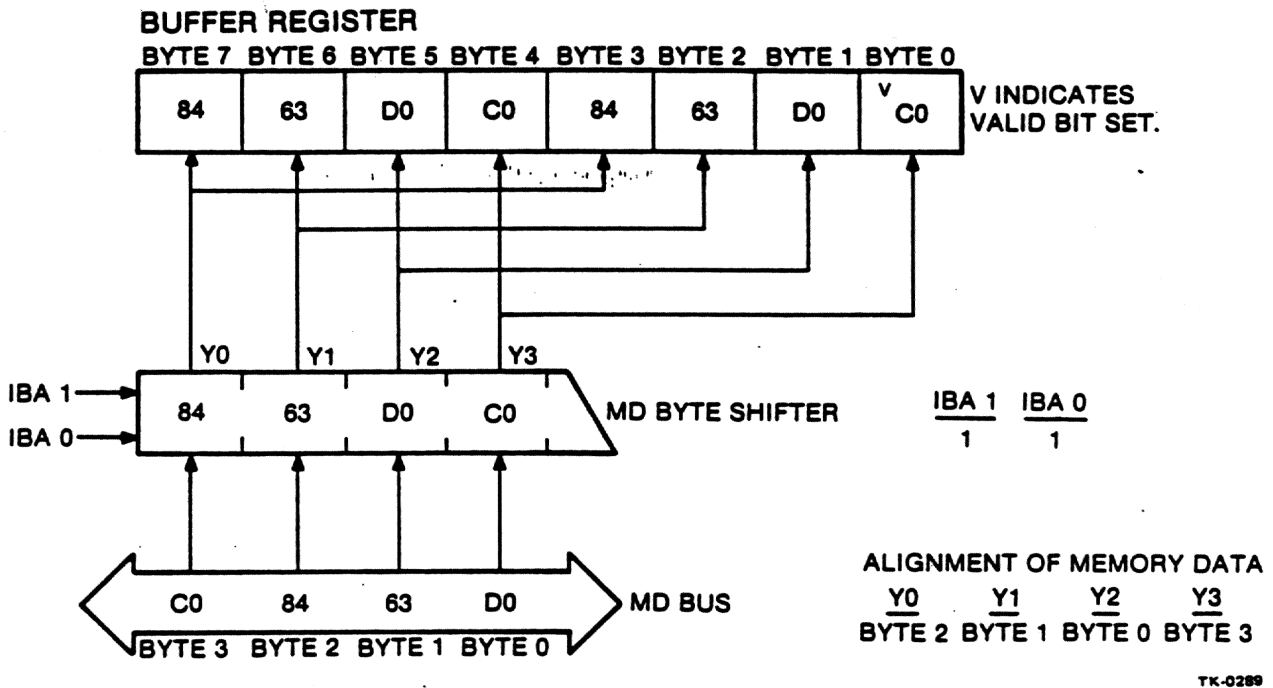 BUFFER REGISTER
BYTE 7 BYTE 6 BYTE 5 BYTE 4 BYTE 3 BYTE 2 BYTE 1 BYTE 0
84 63 D0 C0 84 63 D0 V C0
V INDICATES
VALID BIT SET.
Y0 Y1 Y2 Y3
IBA 1
IBA 0
84 63 D0 C0
MD BYTE SHIFTER
IBA 1 IBA 0
1 1
C0 84 63 D0
MD BUS
BYTE 3 BYTE 2 BYTE 1 BYTE 0
ALIGNMENT OF MEMORY DATA
Y0 Y1 Y2 Y3
BYTE 2 BYTE 1 BYTE 0 BYTE 3
TK-0289